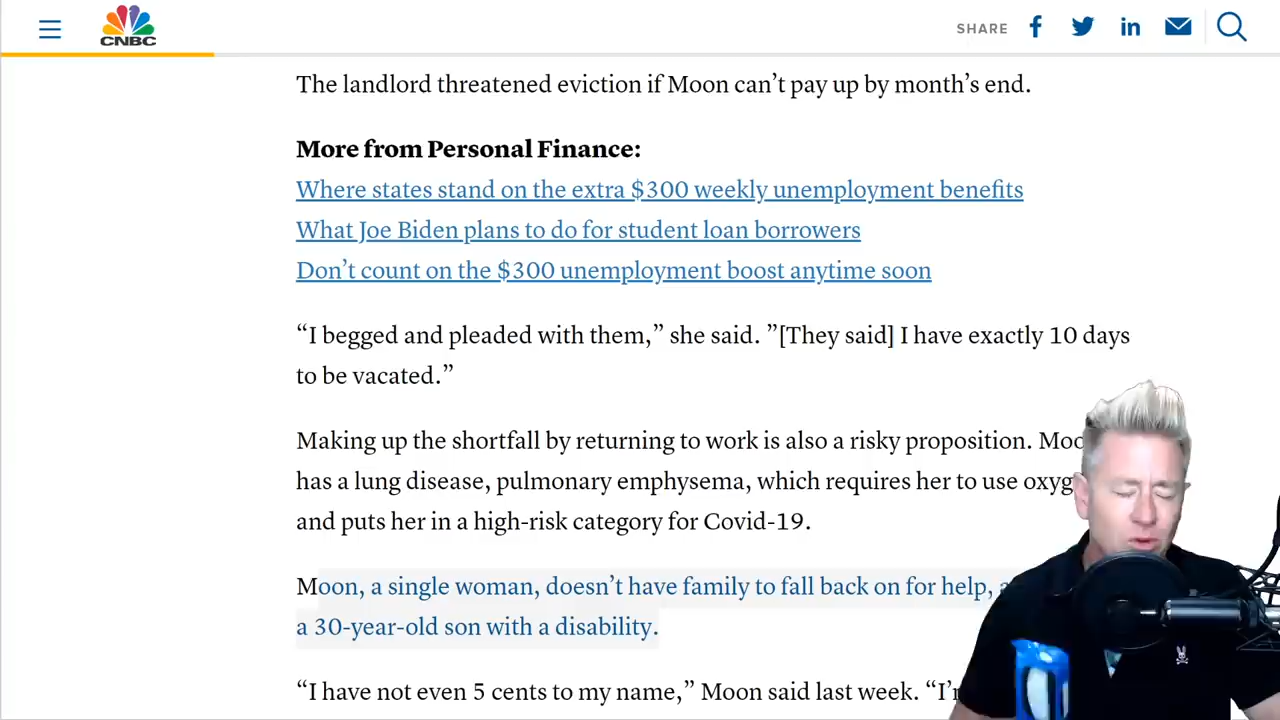 CNBC
SHARE
The landlord threatened eviction if Moon can’t pay up by month’s end.
More from Personal Finance:
Where states stand on the extra $300 weekly unemployment benefits
What Joe Biden plans to do for student loan borrowers
Don’t count on the $300 unemployment boost anytime soon
“I begged and pleaded with them,” she said. ”[They said] I have exactly 10 days
to be vacated.”
Making up the shortfall by returning to work is also a risky proposition.
has a lung disease, pulmonary emphysema, which requires her to use
and puts her in a high-risk category for Covid-19.
Moon, a single woman, doesn’t have family to fall back on for help,
a 30-year-old son with a disability.
“I have not even 5 cents to my name,” Moon said last week.